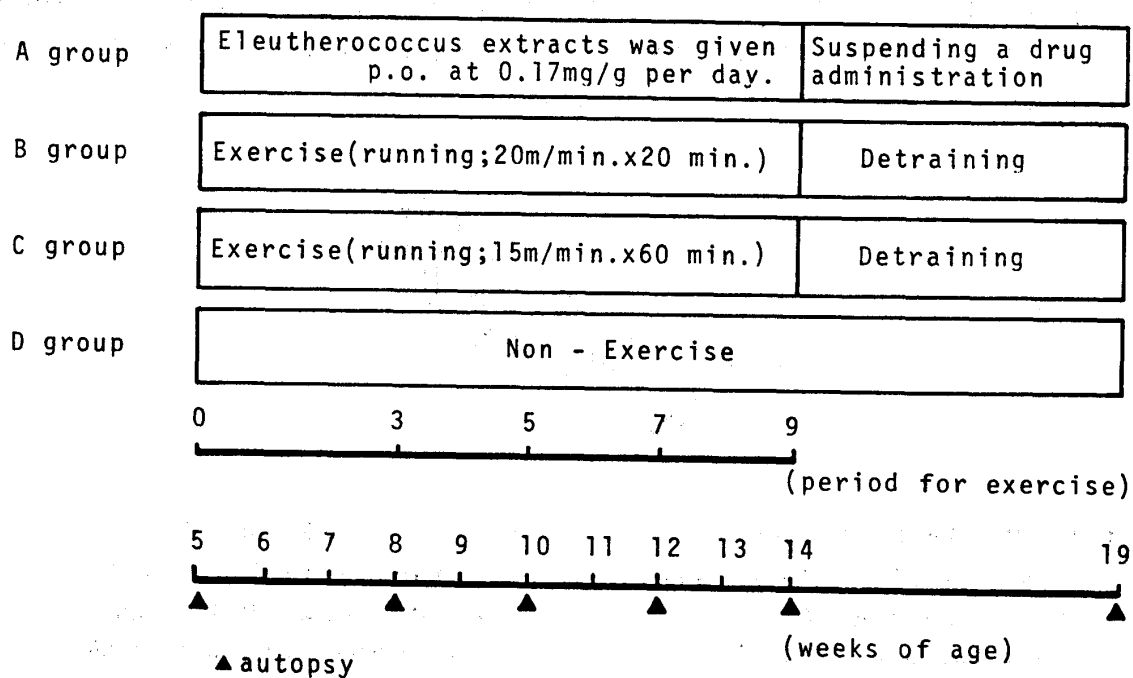 A group
Eleutherococcus extracts was given
p.o. at 0.17mg/g per day.
Suspending a drug
administration
B group
Exercise(running;20m/min.x20 min.)
Detraining
C group
Exercise(running;15m/min.x60 min.)
Detraining
D group
Non - Exercise
0 3 5 7 9
(period for exercise)
5 6 7 8 9 10 11 12 13 14 19
(weeks of age)
▲autopsy